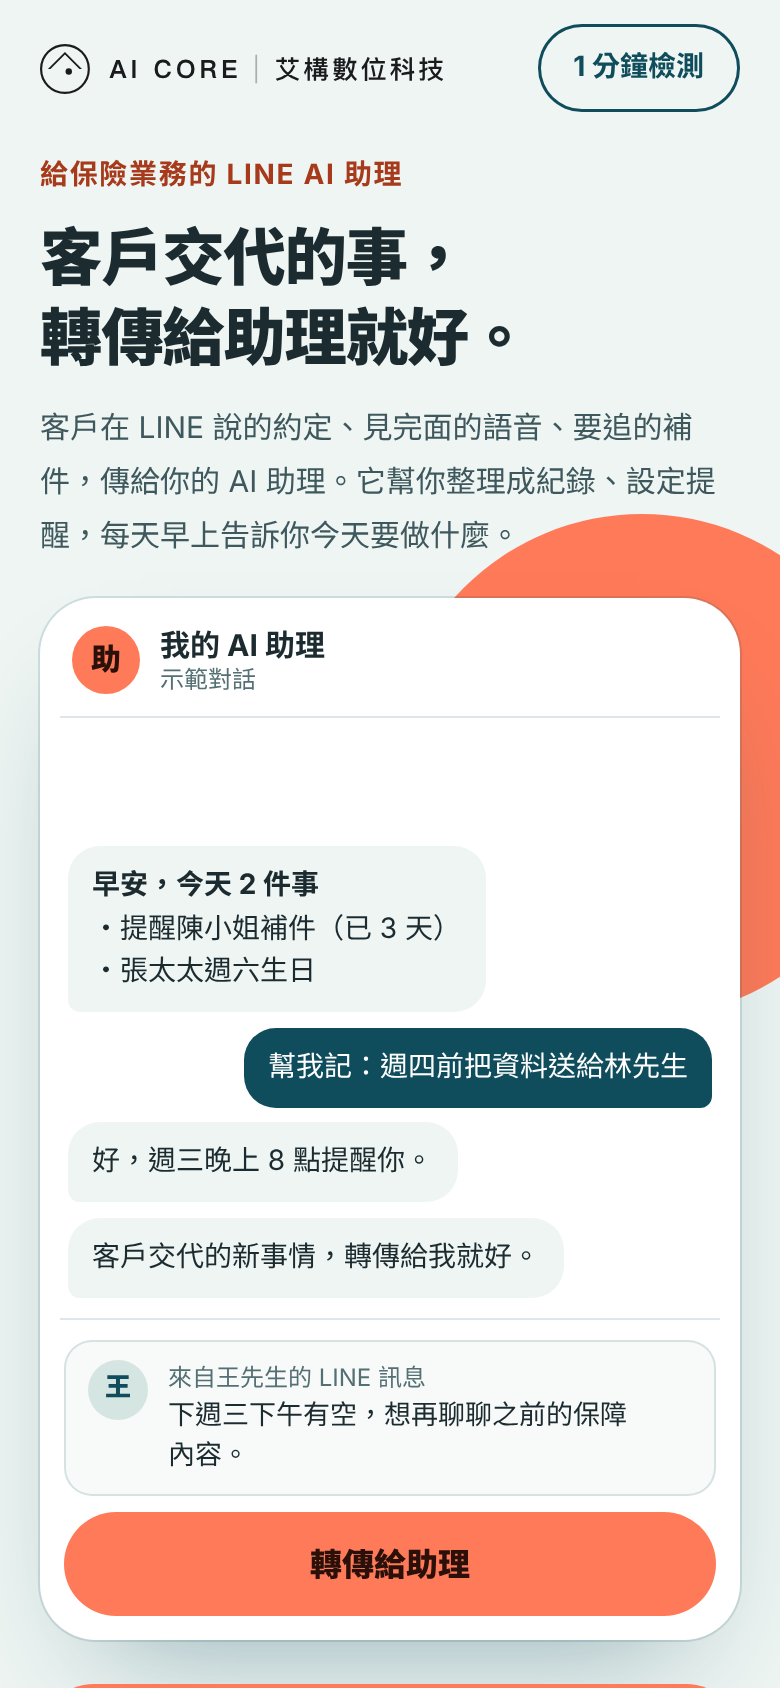 AI CORE | 艾構數位科技
1 分鐘檢測
給保險業務的 LINE AI 助理
客戶交代的事，
轉傳給助理就好。
客戶在 LINE 說的約定、見完面的語音、要追的補
件，傳給你的 AI 助理。它幫你整理成紀錄、設定提
醒，每天早上告訴你今天要做什麼。
助
我的 AI 助理
示範對話
早安，今天 2 件事
・提醒陳小姐補件（已 3 天）
・張太太週六生日
幫我記：週四前把資料送給林先生
好，週三晚上 8 點提醒你。
客戶交代的新事情，轉傳給我就好。
王
來自王先生的 LINE 訊息
下週三下午有空，想再聊聊之前的保障
內容。
轉傳給助理